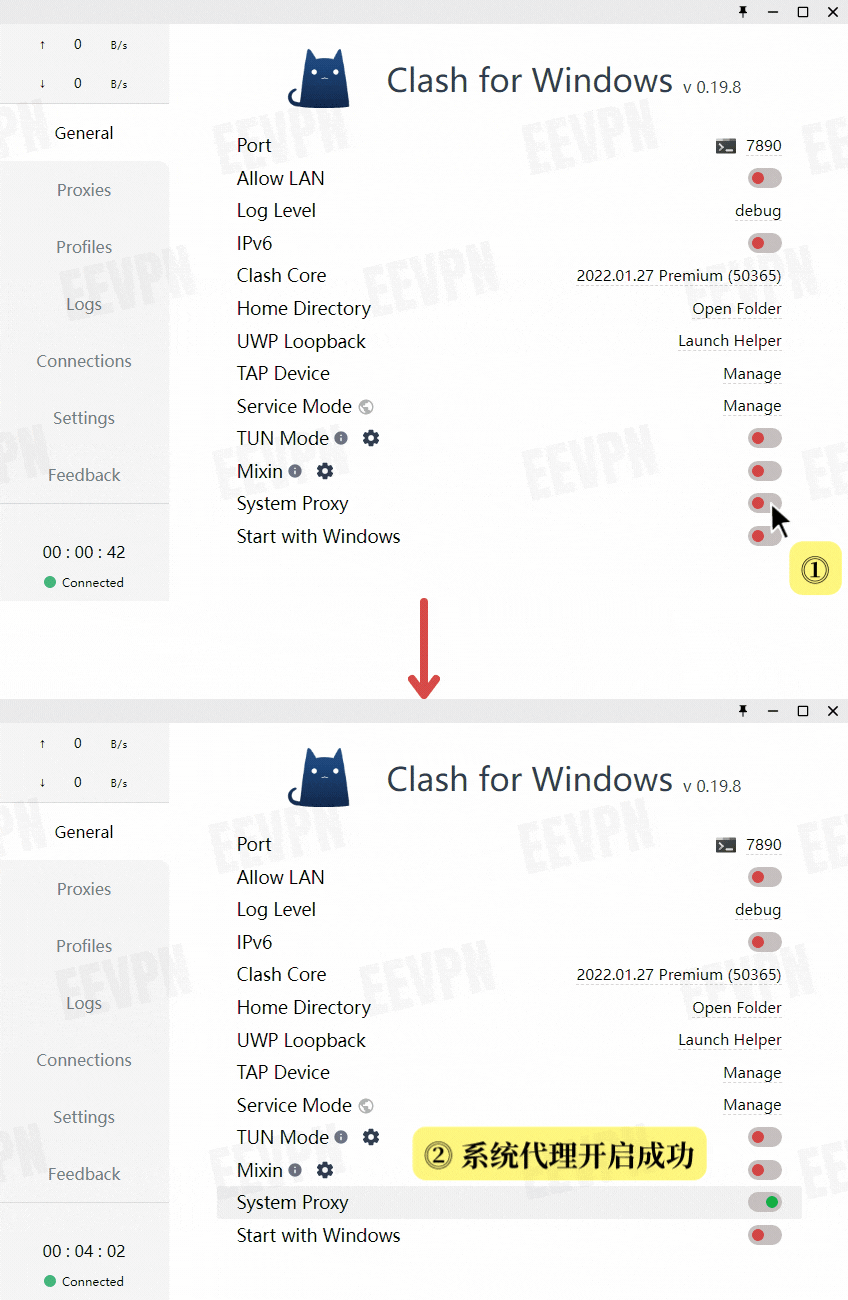 ↑ 0 B/s
↓ 0 B/s
Clash for Windows v 0.19.8
General
Proxies
Profiles
Logs
Connections
Settings
Feedback
00 : 00 : 42
Connected
Port 7890
Allow LAN
Log Level debug
IPv6
Clash Core 2022.01.27 Premium (50365)
Home Directory Open Folder
UWP Loopback Launch Helper
TAP Device Manage
Service Mode Manage
TUN Mode
Mixin
System Proxy
Start with Windows
①
↑ 0 B/s
↓ 0 B/s
Clash for Windows v 0.19.8
General
Proxies
Profiles
Logs
Connections
Settings
Feedback
00 : 04 : 02
Connected
Port 7890
Allow LAN
Log Level debug
IPv6
Clash Core 2022.01.27 Premium (50365)
Home Directory Open Folder
UWP Loopback Launch Helper
TAP Device Manage
Service Mode Manage
TUN Mode
② 系统代理开启成功
Mixin
System Proxy
Start with Windows
EEVPN